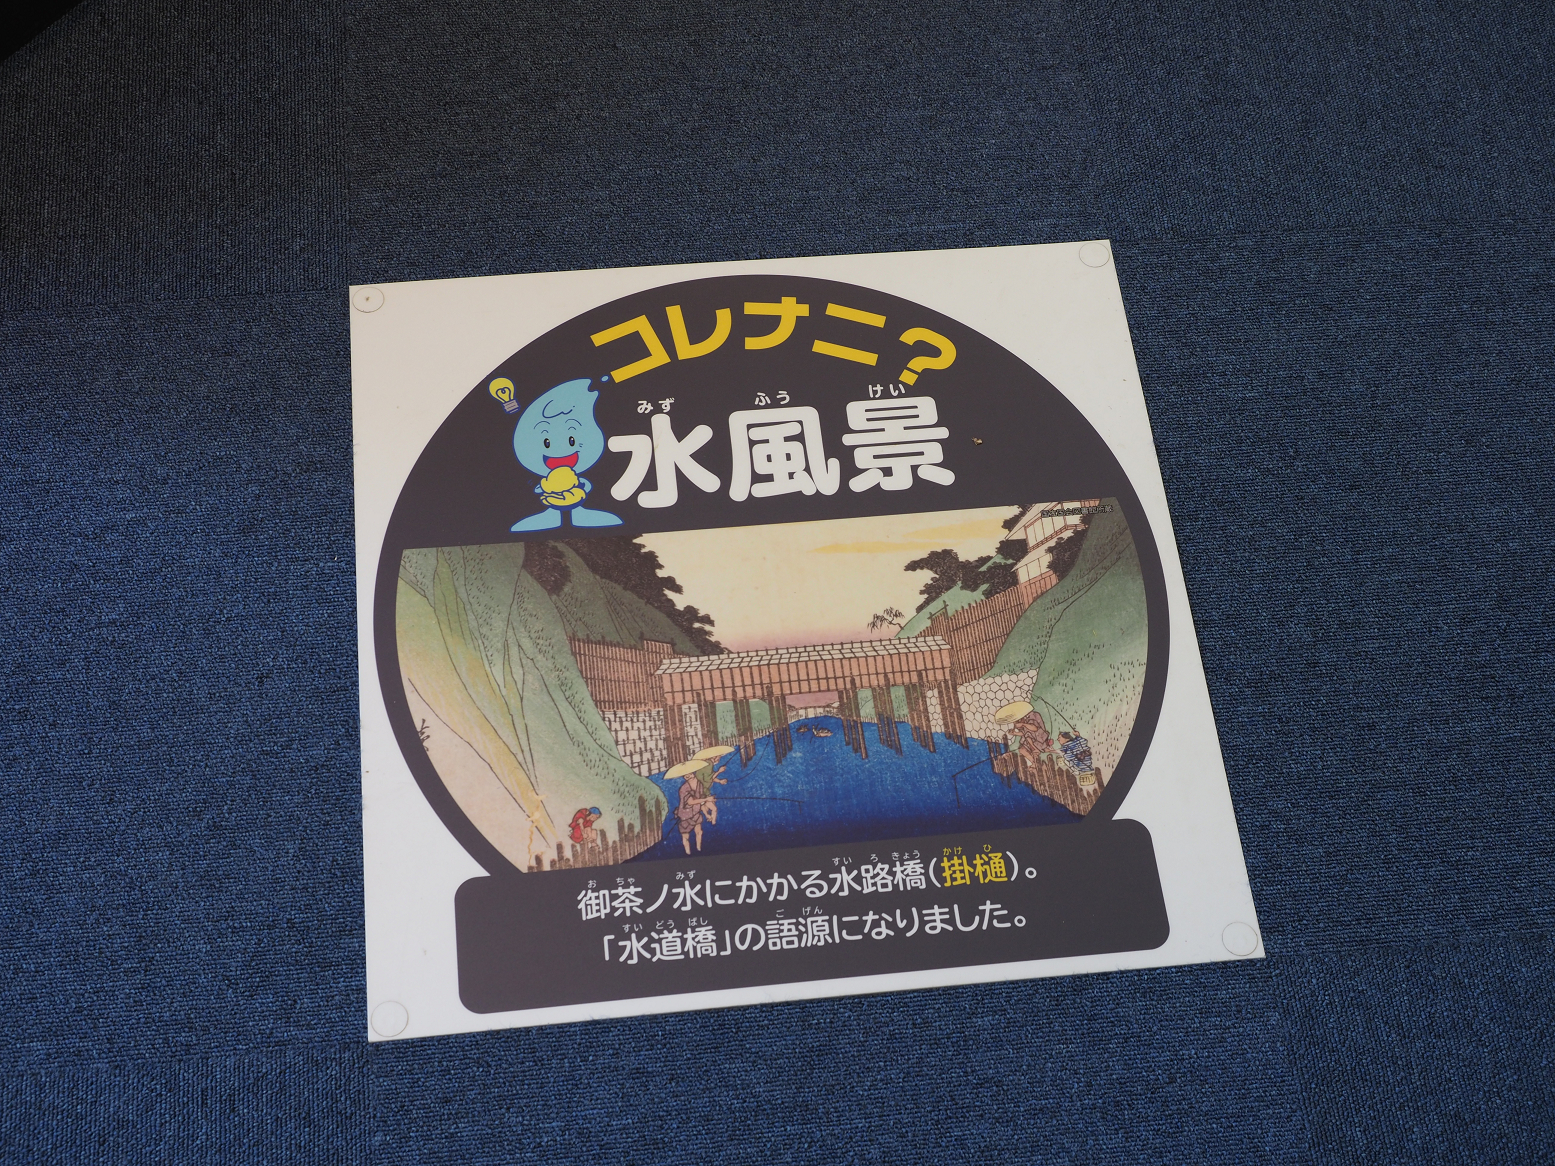 コレナニ？
みず ふう けい
水風景
すい ろ きょう かけ ひ
お ちゃ みず
御茶ノ水にかかる水路橋(掛樋)。
すい どう ばし ご げん
「水道橋」の語源になりました。